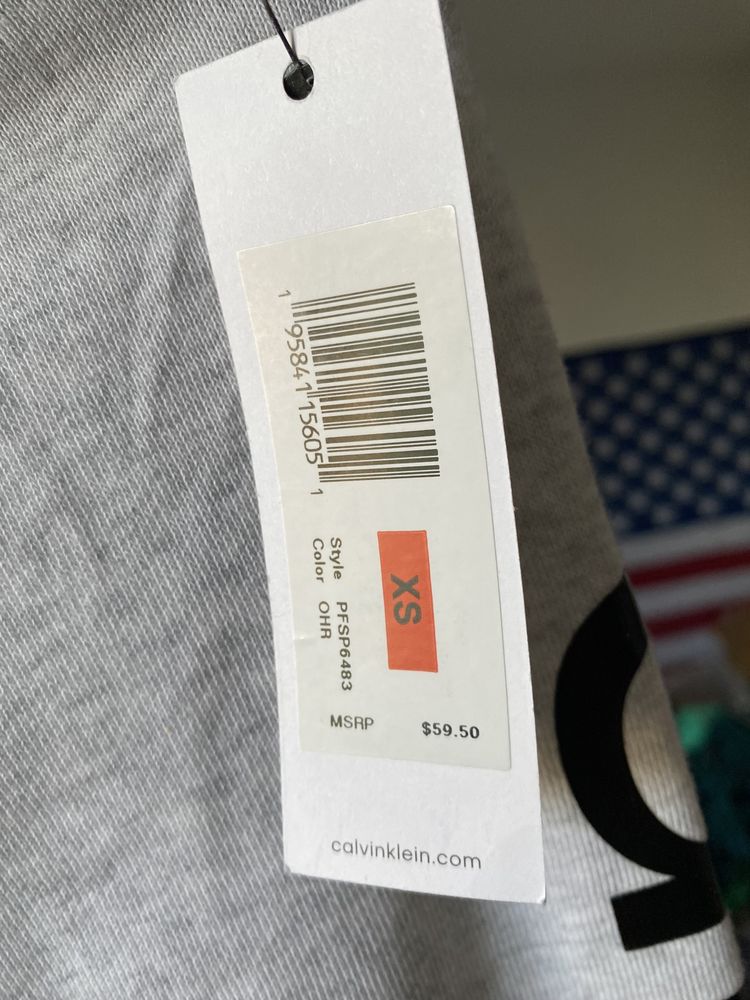 1 95841 15605 1
XS
Style PFSP6483
Color OHR
MSRP $59.50
calvinklein.com